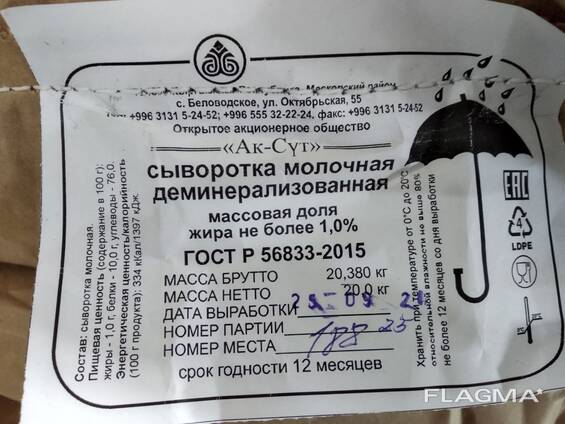 Московский район
с. Беловодское, ул. Октябрьская, 55
+996 3131 5-24-52; +996 555 32-22-24, факс: +996 3131 5-24-52
Открытое акционерное общество
«Ак-Сүт»
СЫВОРОТКА МОЛОЧНАЯ
ДЕМИНЕРАЛИЗОВАННАЯ
массовая доля
жира не более 1,0%
ГОСТ Р 56833-2015
МАССА БРУТТО 20,380 кг
МАССА НЕТТО 20,0 кг
ДАТА ВЫРАБОТКИ
НОМЕР ПАРТИИ
НОМЕР МЕСТА
срок годности 12 месяцев
Состав: сыворотка молочная.
Пищевая ценность (содержание в 100 г):
жиры - 1,0 г, белки - 10,0 г, углеводы - 76,0.
Энергетическая ценность/калорийность
(100 г продукта): 334 кКал/1397 кДж.
Хранить при температуре от 0°С до 20°С
относительной влажности не выше 80%
не более 12 месяцев со дня выработки
EAC
4
LDPE
FLAGMA